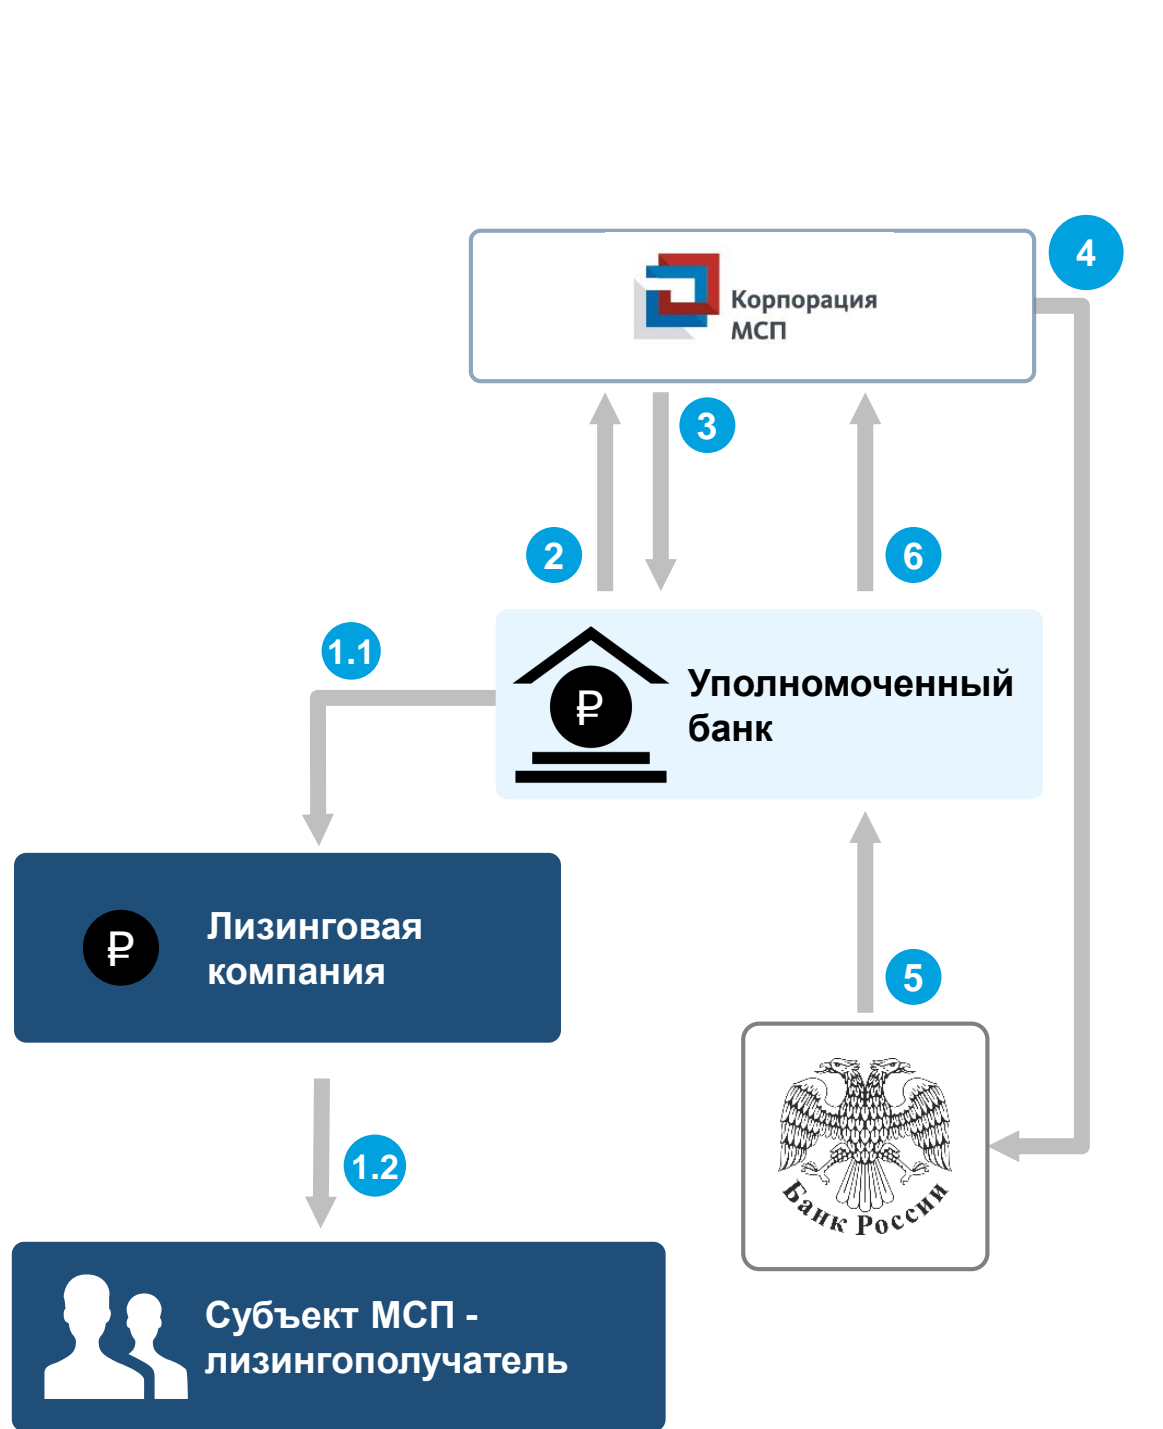 4
Корпорация
МСП
3
2
6
1.1
₽
Уполномоченный
банк
₽
Лизинговая
компания
5
1.2
Банк России
Субъект МСП -
лизингополучатель